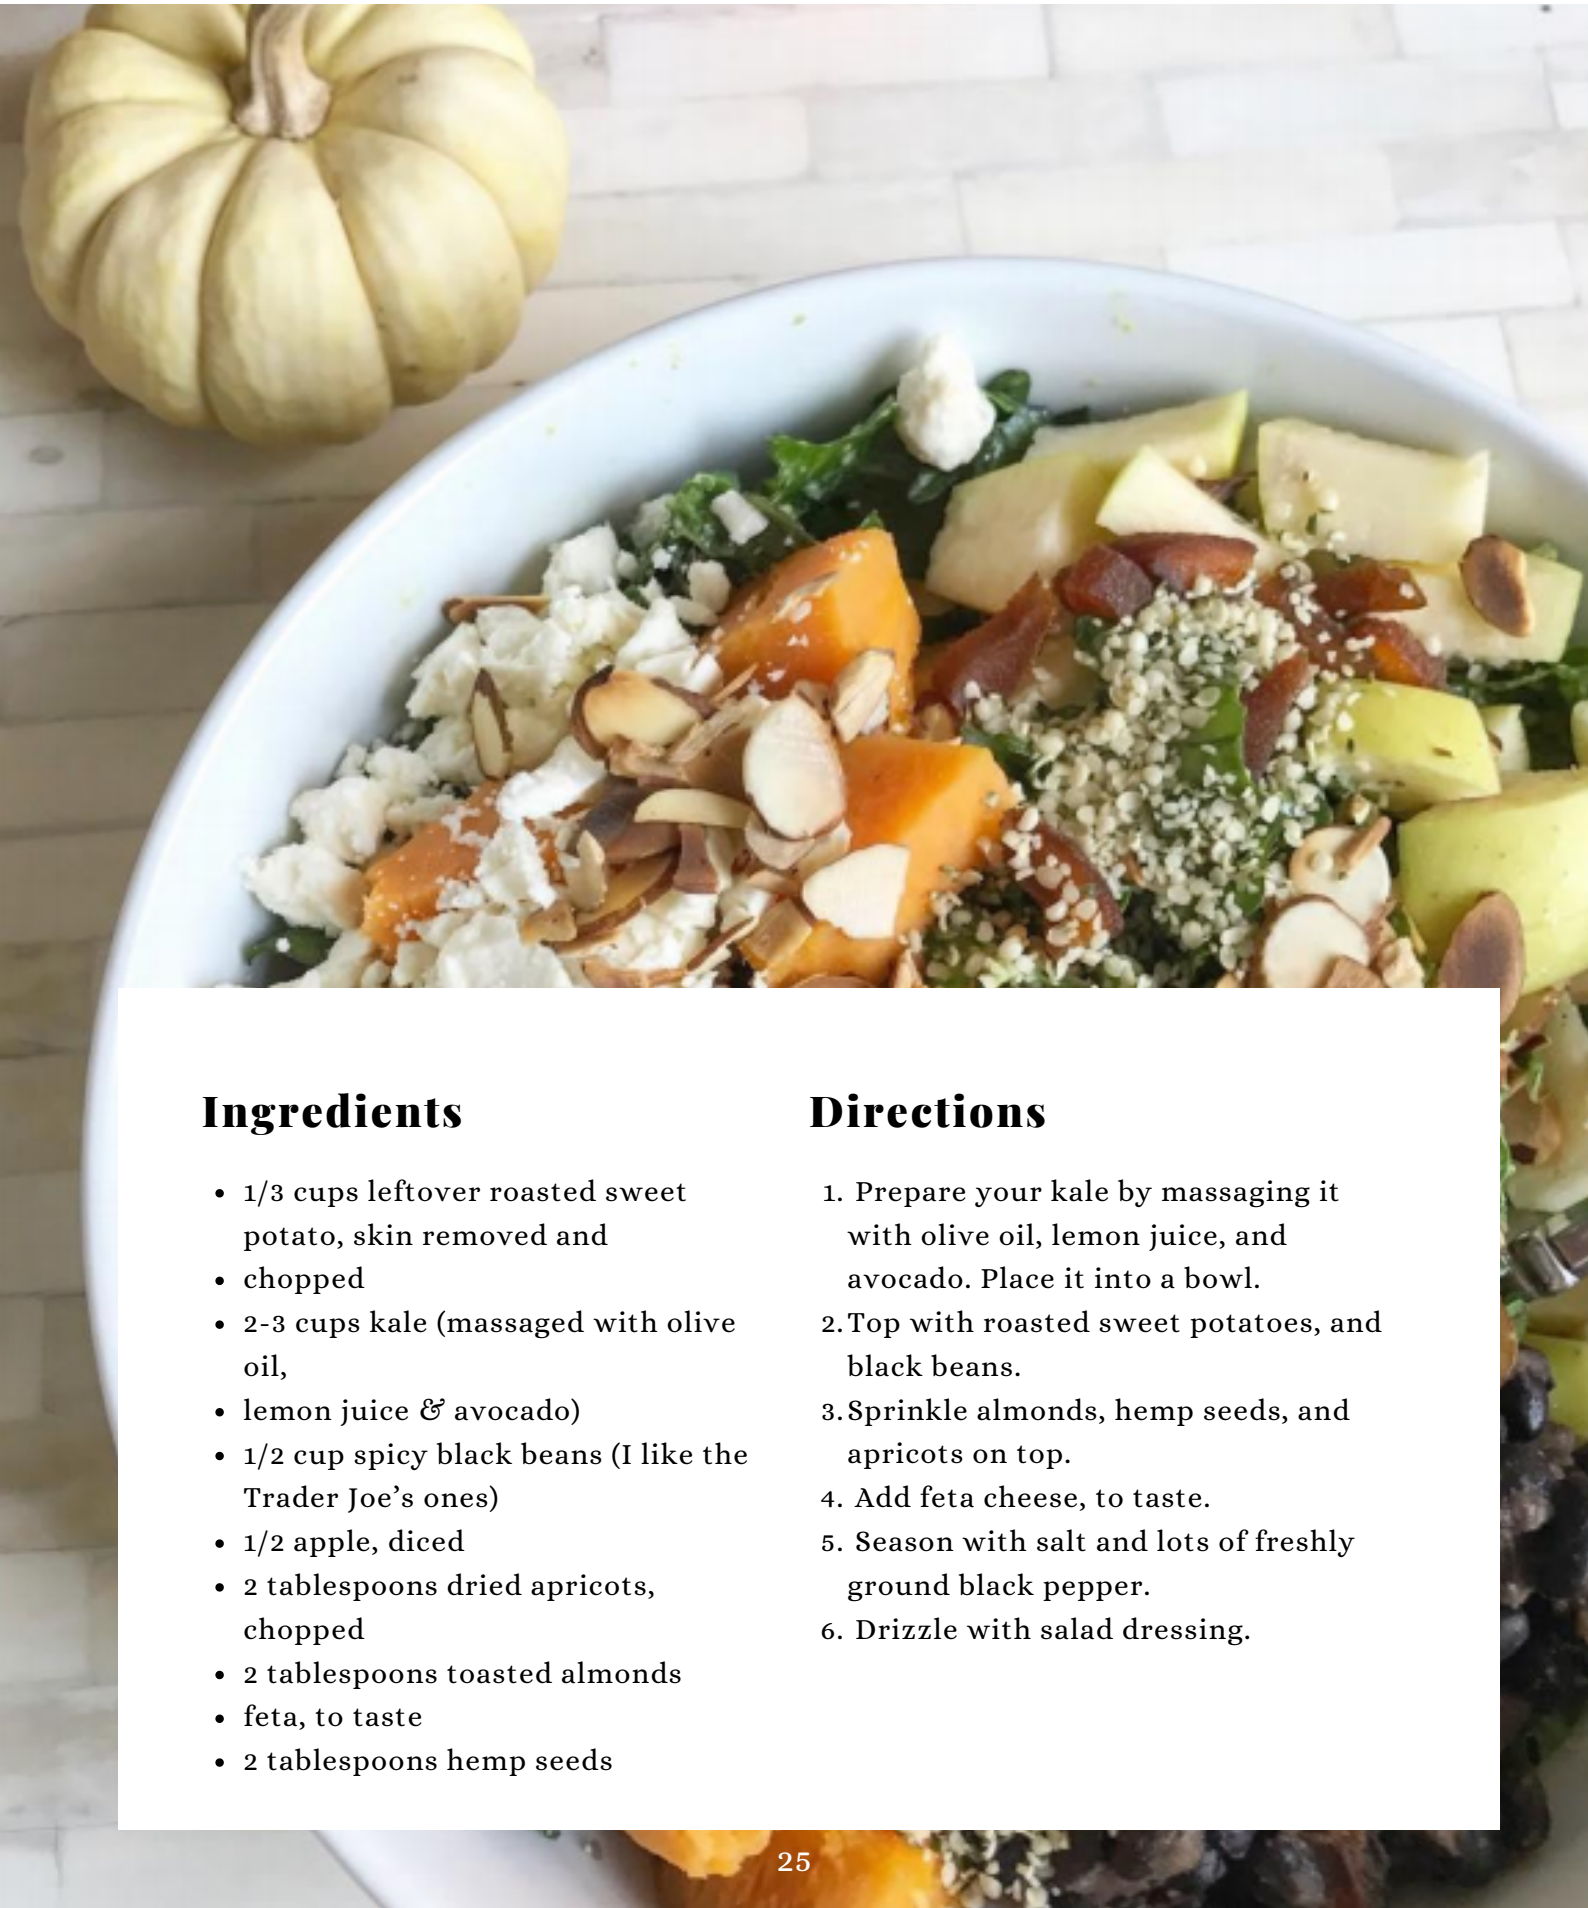 Ingredients
• 1/3 cups leftover roasted sweet
potato, skin removed and
• chopped
• 2-3 cups kale (massaged with olive
oil,
• lemon juice & avocado)
• 1/2 cup spicy black beans (I like the
Trader Joe’s ones)
• 1/2 apple, diced
• 2 tablespoons dried apricots,
chopped
• 2 tablespoons toasted almonds
• feta, to taste
• 2 tablespoons hemp seeds
Directions
1. Prepare your kale by massaging it
with olive oil, lemon juice, and
avocado. Place it into a bowl.
2. Top with roasted sweet potatoes, and
black beans.
3. Sprinkle almonds, hemp seeds, and
apricots on top.
4. Add feta cheese, to taste.
5. Season with salt and lots of freshly
ground black pepper.
6. Drizzle with salad dressing.
25